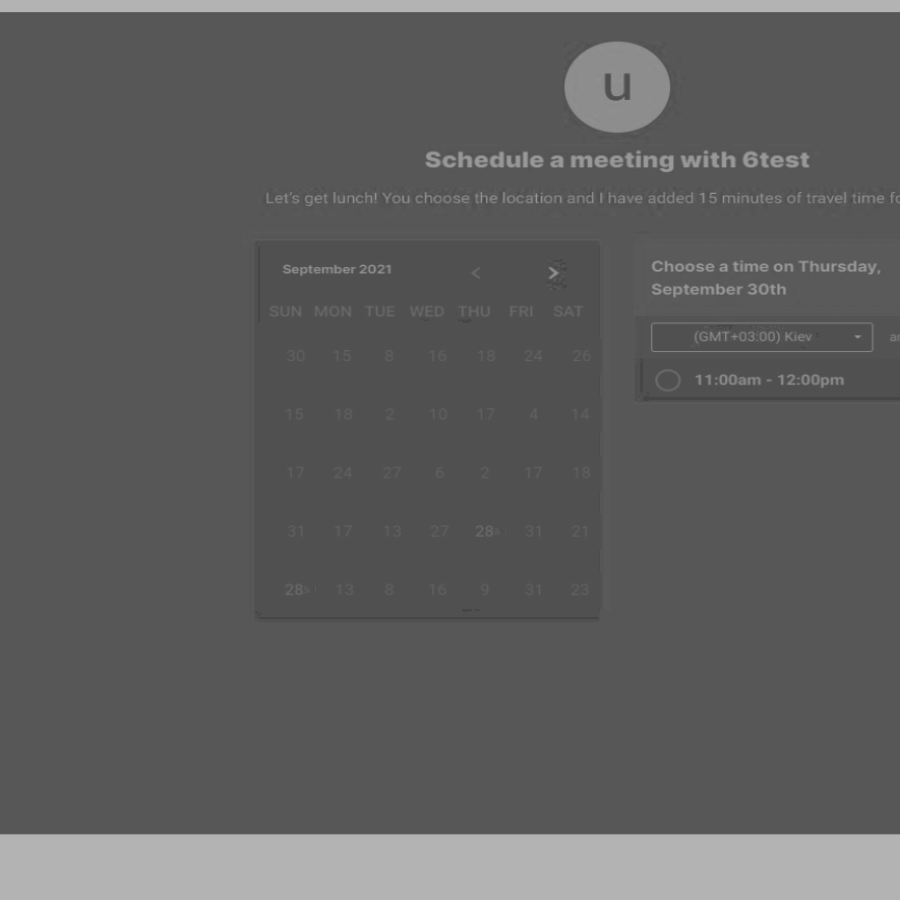 u
Schedule a meeting with 6test
Let's get lunch! You choose the location and I have added 15 minutes of travel time
September 2021 < >
SUN MON TUE WED THU FRI SAT
30 15 8 16 18 24 26
15 18 2 10 17 4 14
17 24 27 6 2 17 18
31 17 13 27 28 31 21
28 13 8 16 9 31 23
Choose a time on Thursday,
September 30th
(GMT+03:00) Kiev
11:00am - 12:00pm